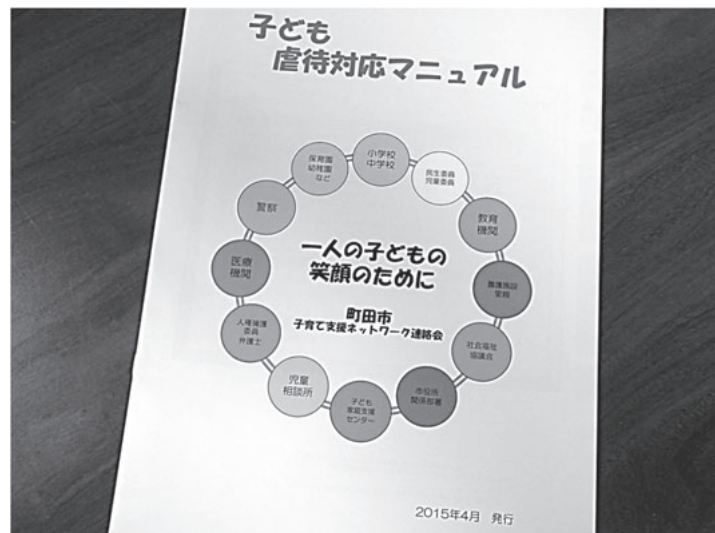 子ども
虐待対応マニュアル
小学校
中学校
民生委員
児童委員
教育
機関
養護施設
里親
社会福祉
協議会
市役所
関係部署
子ども
家庭支援
センター
児童
相談所
人権擁護
委員
弁護士
医療
機関
警察
保育園
幼稚園
など
一人の子どもの
笑顔のために
町田市
子育て支援ネットワーク連絡会
2015年4月 発行